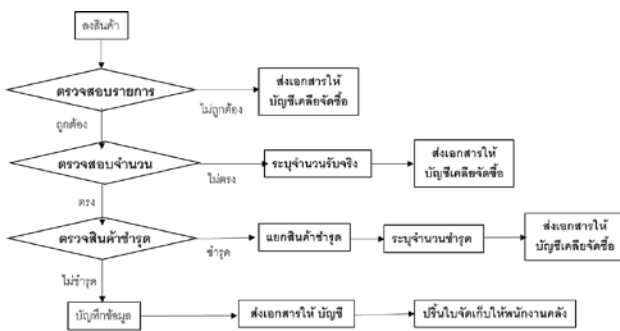 ลงสินค้า
ตรวจสอบรายการ
ส่งเอกสารให้
บัญชีเคลียจัดซื้อ
ไม่ถูกต้อง
ถูกต้อง
ตรวจสอบจำนวน
ระบุจำนวนรับจริง
ส่งเอกสารให้
บัญชีเคลียจัดซื้อ
ไม่ตรง
ตรง
ตรวจสินค้าชำรุด
แยกสินค้าชำรุด
ระบุจำนวนชำรุด
ส่งเอกสารให้
บัญชีเคลียจัดซื้อ
ชำรุด
ไม่ชำรุด
บันทึกข้อมูล
ส่งเอกสารให้ บัญชี
ปริ้นใบจัดเก็บให้พนักงานคลัง